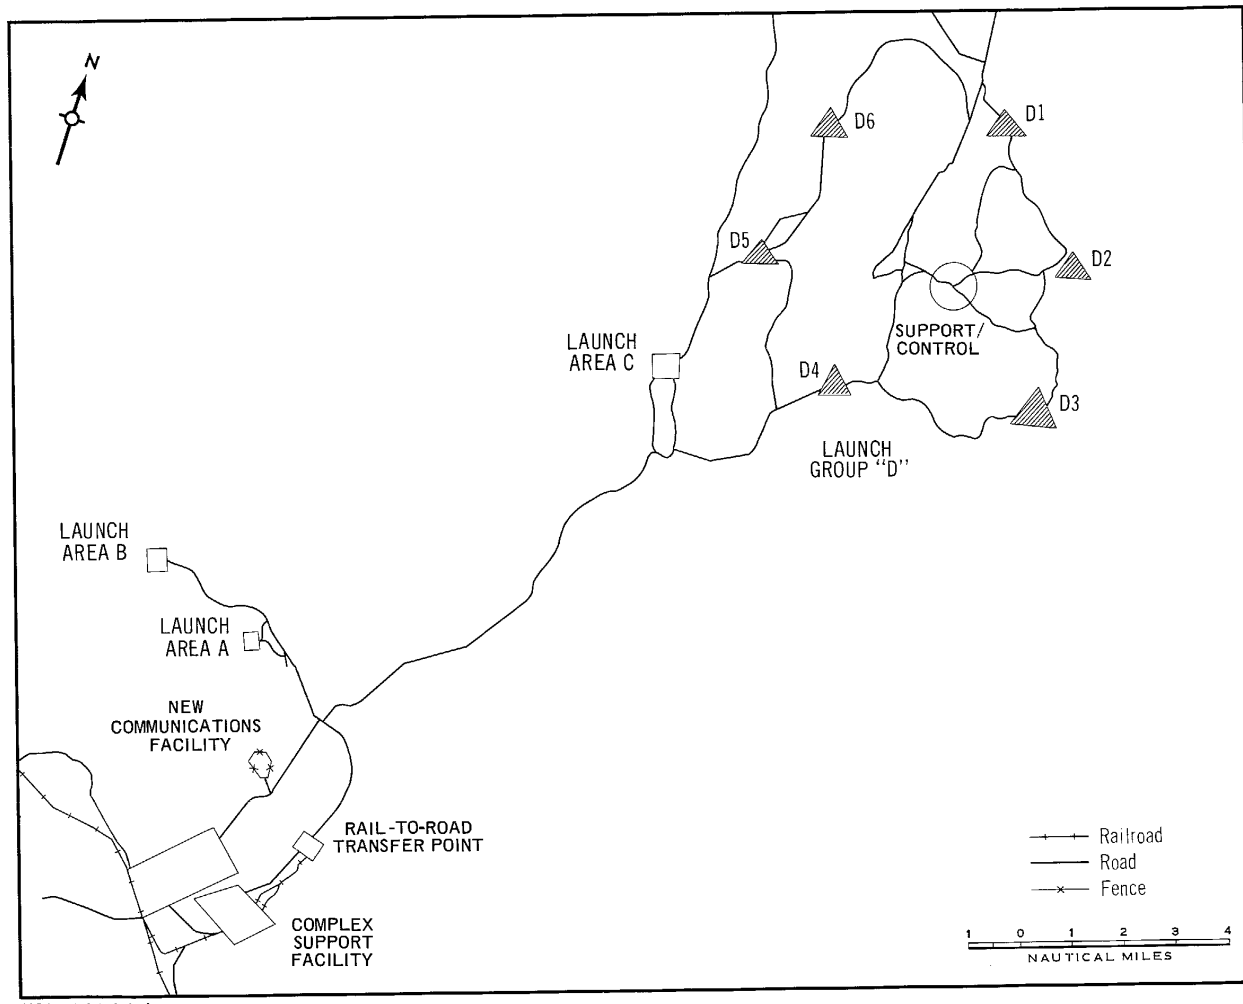 N
D6
D1
D5
D2
SUPPORT/
CONTROL
LAUNCH
AREA C
D4
D3
LAUNCH
GROUP "D"
LAUNCH
AREA B
LAUNCH
AREA A
NEW
COMMUNICATIONS
FACILITY
RAIL-TO-ROAD
TRANSFER POINT
Railroad
Road
Fence
COMPLEX
SUPPORT
FACILITY
1 0 1 2 3 4
NAUTICAL MILES